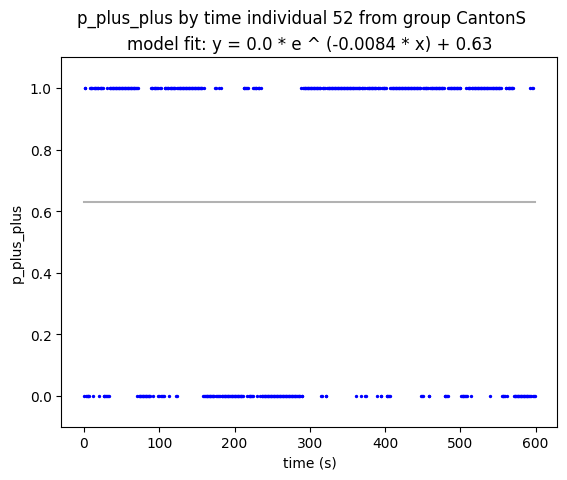 p_plus_plus by time individual 52 from group CantonS
model fit: y = 0.0 * e ^ (-0.0084 * x) + 0.63
1.0
0.8
0.6
0.4
0.2
0.0
p_plus_plus
0 100 200 300 400 500 600
time (s)